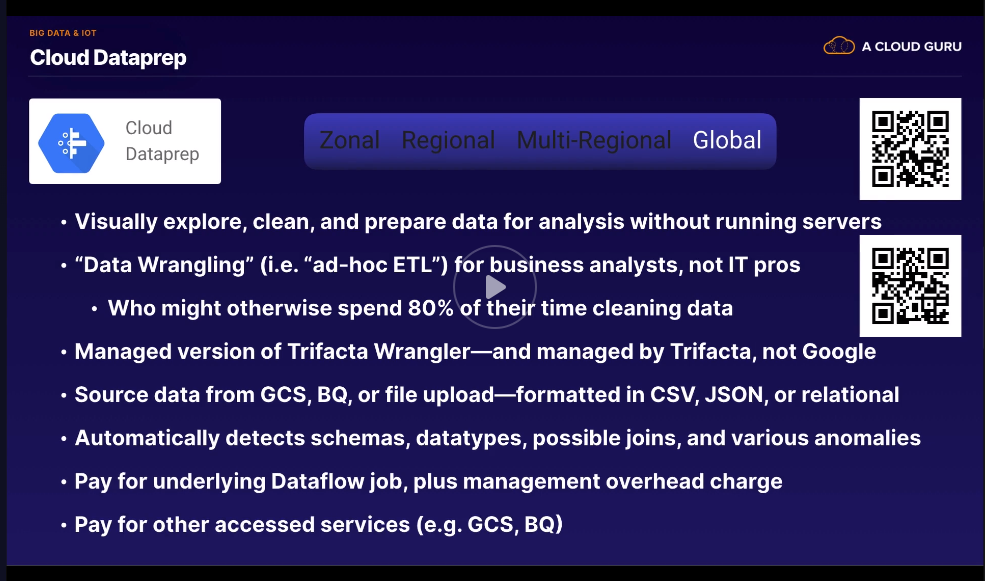 BIG DATA & IOT
Cloud Dataprep
A CLOUD GURU
Cloud
Dataprep
Zonal Regional Multi-Regional Global
• Visually explore, clean, and prepare data for analysis without running servers
• “Data Wrangling” (i.e. “ad-hoc ETL”) for business analysts, not IT pros
• Who might otherwise spend 80% of their time cleaning data
• Managed version of Trifacta Wrangler—and managed by Trifacta, not Google
• Source data from GCS, BQ, or file upload—formatted in CSV, JSON, or relational
• Automatically detects schemas, datatypes, possible joins, and various anomalies
• Pay for underlying Dataflow job, plus management overhead charge
• Pay for other accessed services (e.g. GCS, BQ)